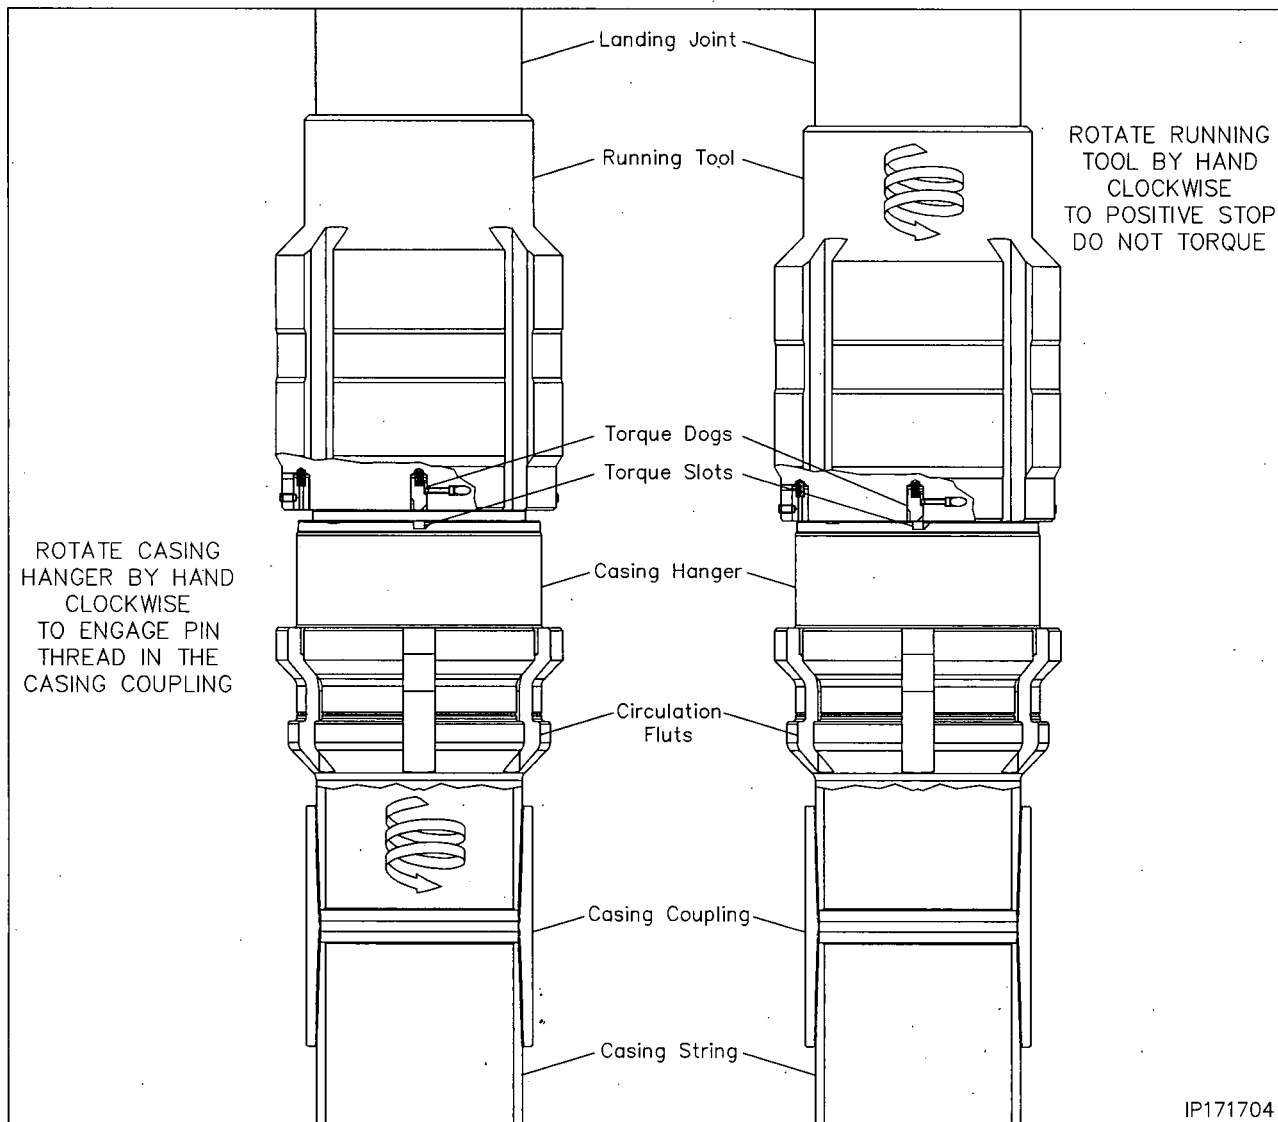 Landing Joint
Running Tool
ROTATE RUNNING
TOOL BY HAND
CLOCKWISE
TO POSITIVE STOP
DO NOT TORQUE
Torque Dogs
Torque Slots
ROTATE CASING
HANGER BY HAND
CLOCKWISE
TO ENGAGE PIN
THREAD IN THE
CASING COUPLING
Casing Hanger
Circulation
Fluts
Casing Coupling
Casing String
IP171704